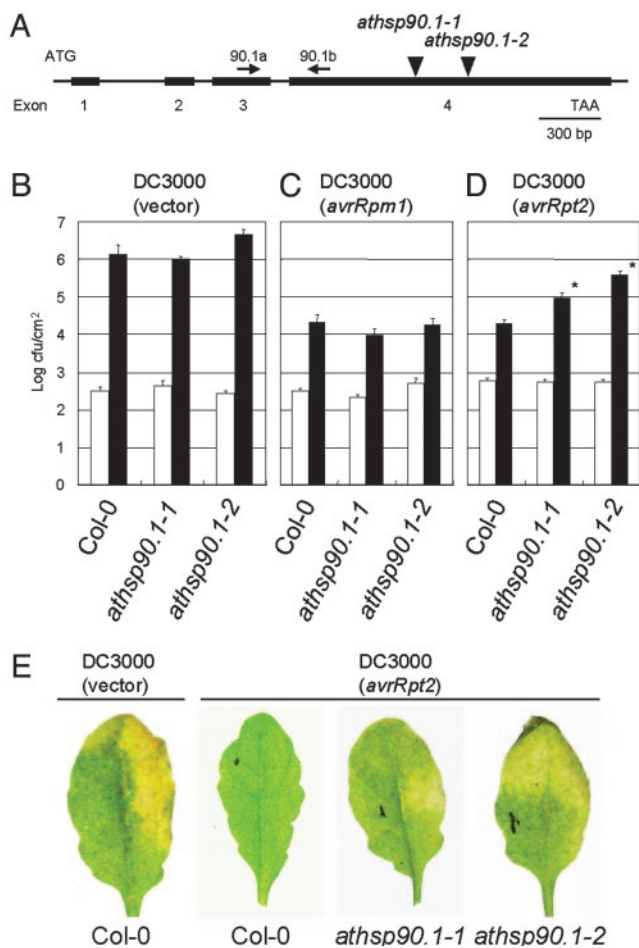 A
athsp90.1-1
athsp90.1-2
ATG
90.1a
90.1b
Exon 1 2 3 4 TAA
300 bp
B DC3000 (vector)
C DC3000 (avrRpm1)
D DC3000 (avrRpt2)
Log cfu/cm²
7
6
5
4
3
2
1
0
* *
Col-0 athsp90.1-1 athsp90.1-2
Col-0 athsp90.1-1 athsp90.1-2
Col-0 athsp90.1-1 athsp90.1-2
E
DC3000 (vector)
DC3000 (avrRpt2)
Col-0 Col-0 athsp90.1-1 athsp90.1-2